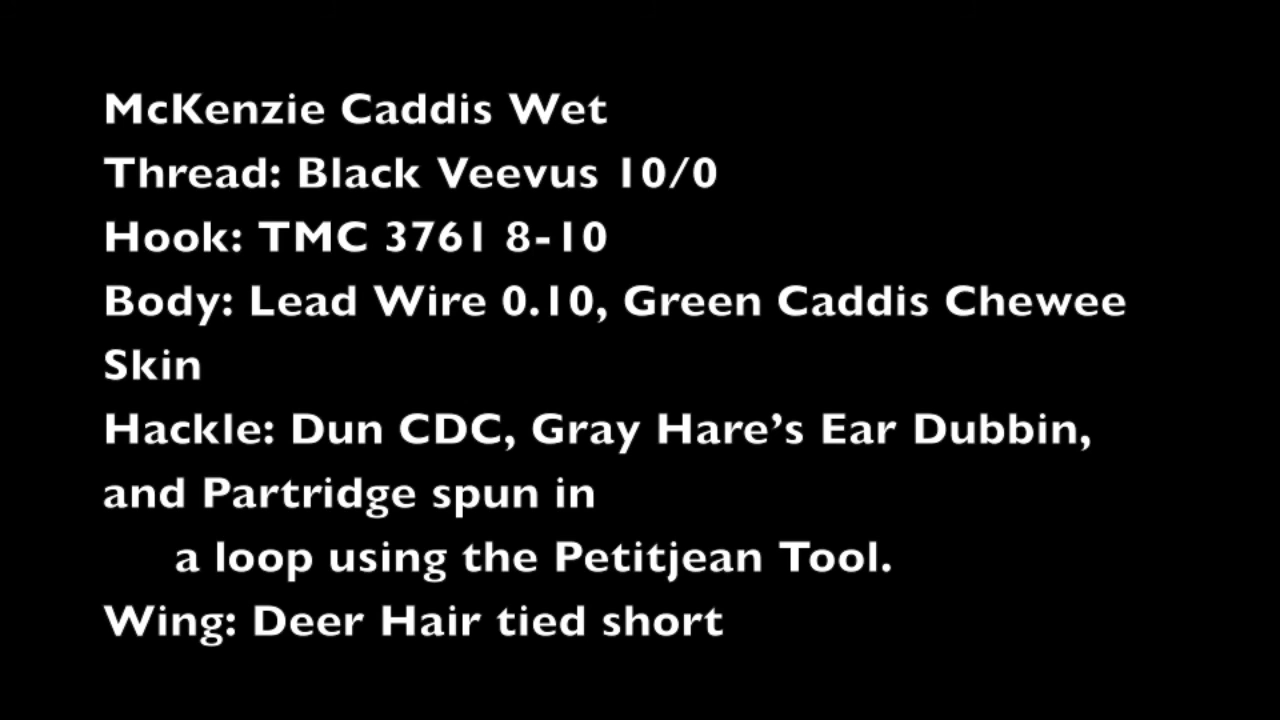 McKenzie Caddis Wet
Thread: Black Veevus 10/0
Hook: TMC 3761 8-10
Body: Lead Wire 0.10, Green Caddis Chewee
Skin
Hackle: Dun CDC, Gray Hare’s Ear Dubbin,
and Partridge spun in
a loop using the Petitjean Tool.
Wing: Deer Hair tied short